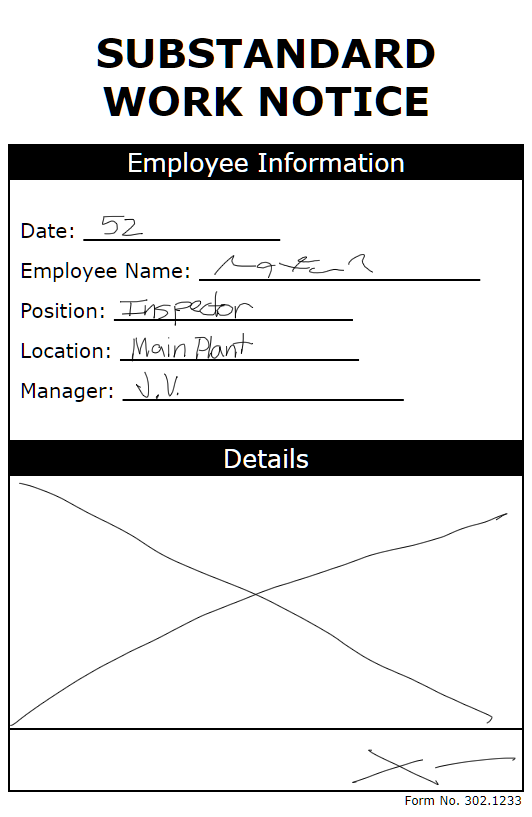 SUBSTANDARD
WORK NOTICE
Employee Information
Date: 52
Employee Name:
Position: Inspector
Location: Main Plant
Manager: J.V.
Details
Form No. 302.1233